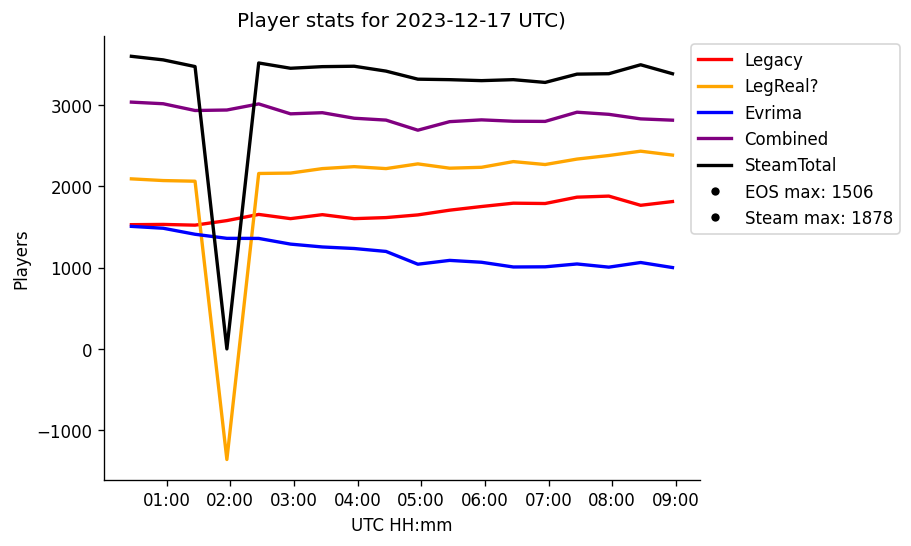 Player stats for 2023-12-17 UTC)
Legacy
LegReal?
Evrima
Combined
SteamTotal
EOS max: 1506
Steam max: 1878
Players
3000
2000
1000
0
−1000
01:00 02:00 03:00 04:00 05:00 06:00 07:00 08:00 09:00
UTC HH:mm